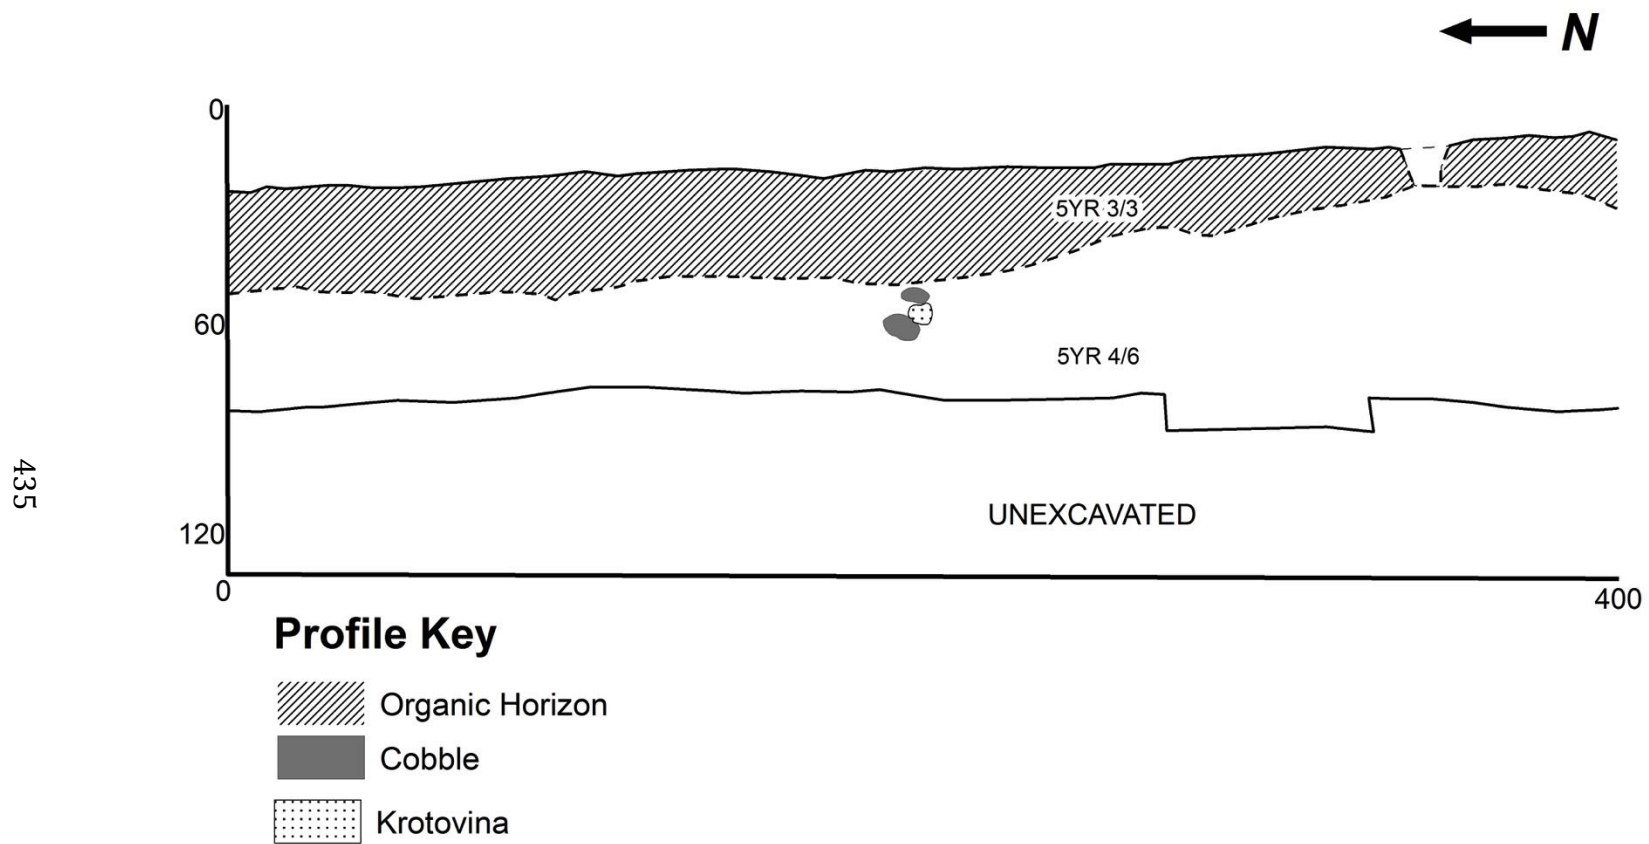 N
0
5YR 3/3
60
5YR 4/6
435
UNEXCAVATED
120
0
400
Profile Key
Organic Horizon
Cobble
Krotovina